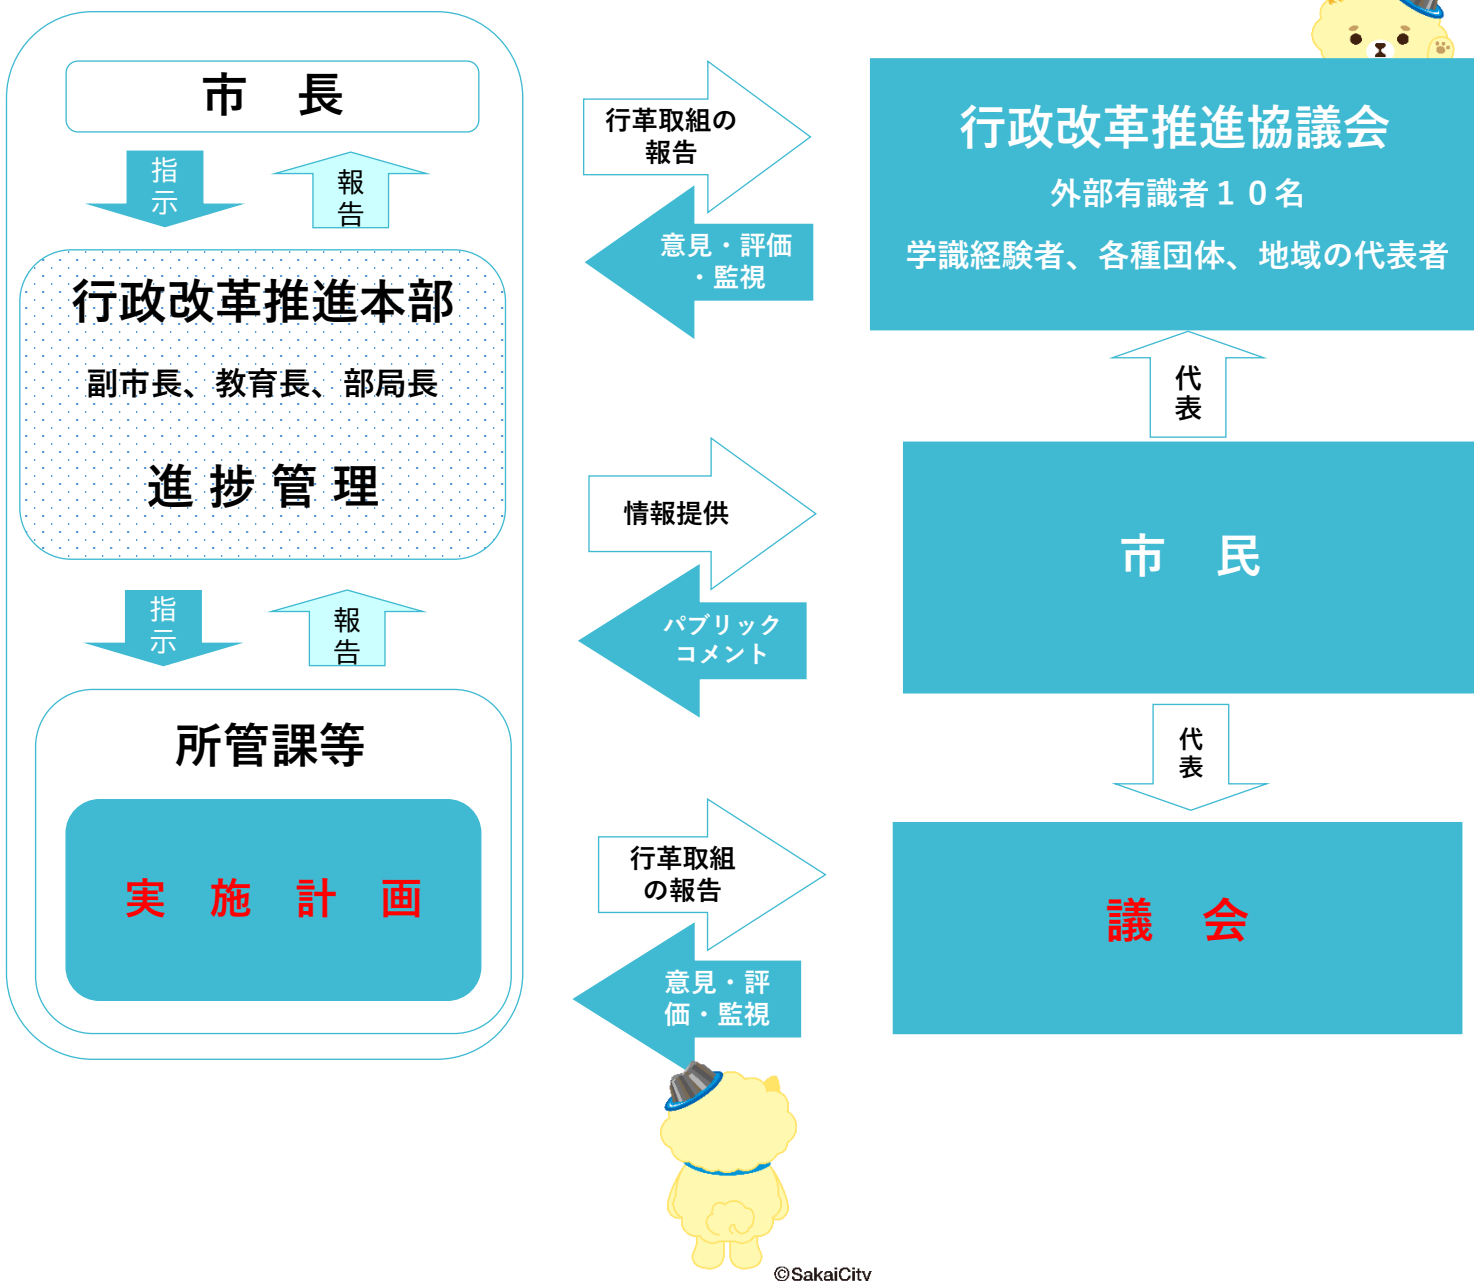 市　長
指
示
報
告
行政改革推進本部
副市長、教育長、部局長
進 捗 管 理
指
示
報
告
所管課等
実　施　計　画
行革取組の
報告
意見・評価
・監視
情報提供
パブリック
コメント
行革取組
の報告
意見・評
価・監視
行政改革推進協議会
外部有識者１０名
学識経験者、各種団体、地域の代表者
代
表
市　民
代
表
議　会
©SakaiCity